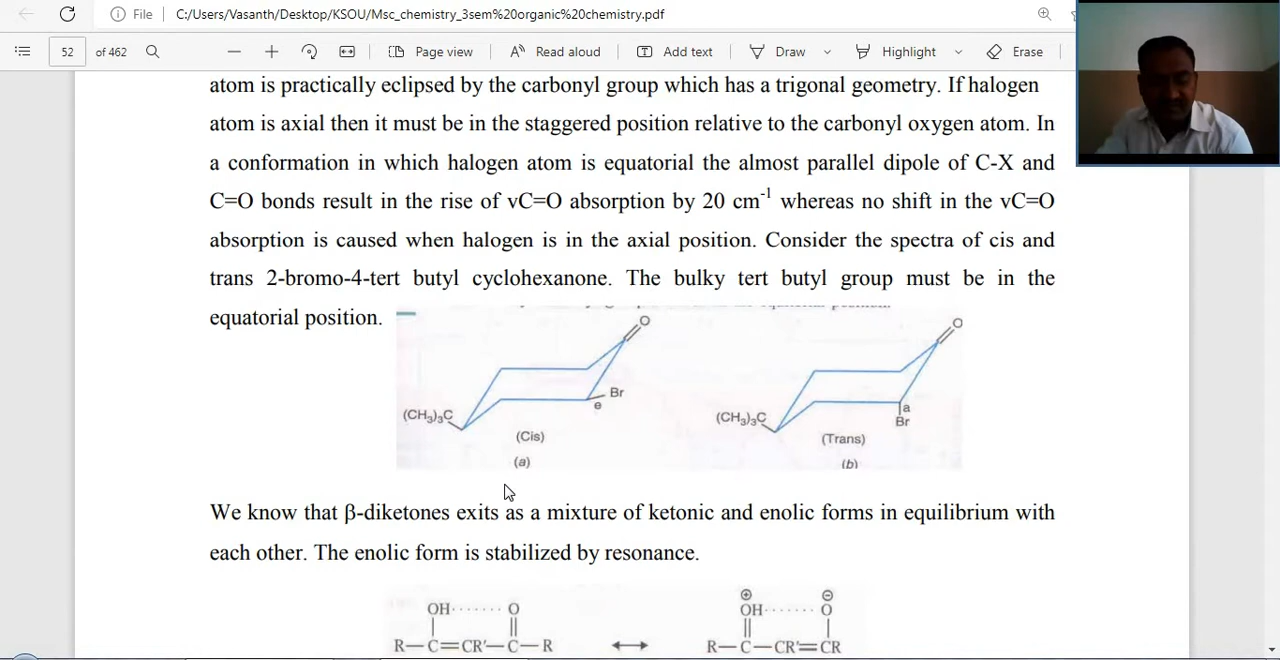 File
C:/Users/Vasanth/Desktop/KSOU/Msc_chemistry_3sem%20organic%20chemistry.pdf
52 of 462
Page view
Read aloud
Add text
Draw
Highlight
Erase
atom is practically eclipsed by the carbonyl group which has a trigonal geometry. If halogen
atom is axial then it must be in the staggered position relative to the carbonyl oxygen atom. In
a conformation in which halogen atom is equatorial the almost parallel dipole of C-X and
C=O bonds result in the rise of νC=O absorption by 20 cm⁻¹ whereas no shift in the νC=O
absorption is caused when halogen is in the axial position. Consider the spectra of cis and
trans 2-bromo-4-tert butyl cyclohexanone. The bulky tert butyl group must be in the
equatorial position.
O
Br
e
(CH₃)₃C
(Cis)
(a)
O
a
Br
(CH₃)₃C
(Trans)
(b)
We know that β-diketones exits as a mixture of ketonic and enolic forms in equilibrium with
each other. The enolic form is stabilized by resonance.
OH·······O
R—C=CR'—C—R
⊕ ⊖
OH·······O
R—C—CR'=CR